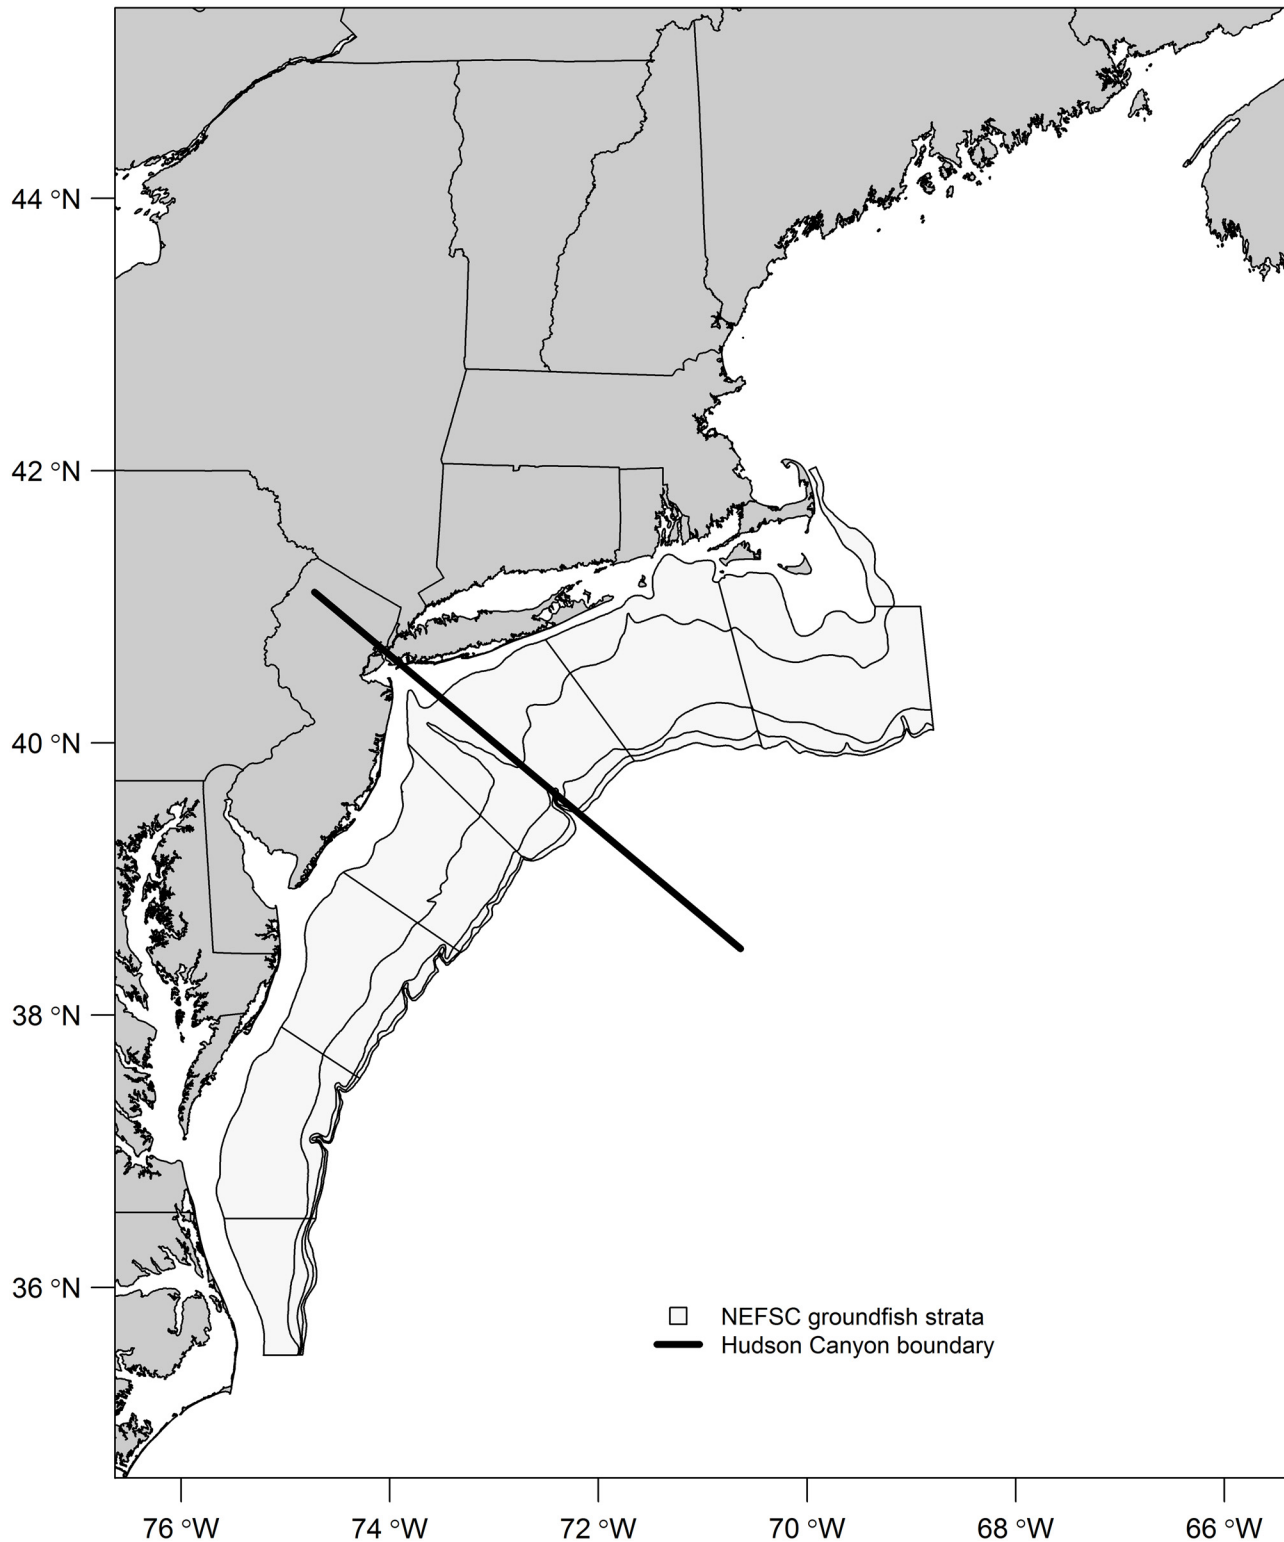 44 °N
42 °N
40 °N
38 °N
36 °N
NEFSC groundfish strata
Hudson Canyon boundary
76 °W 74 °W 72 °W 70 °W 68 °W 66 °W